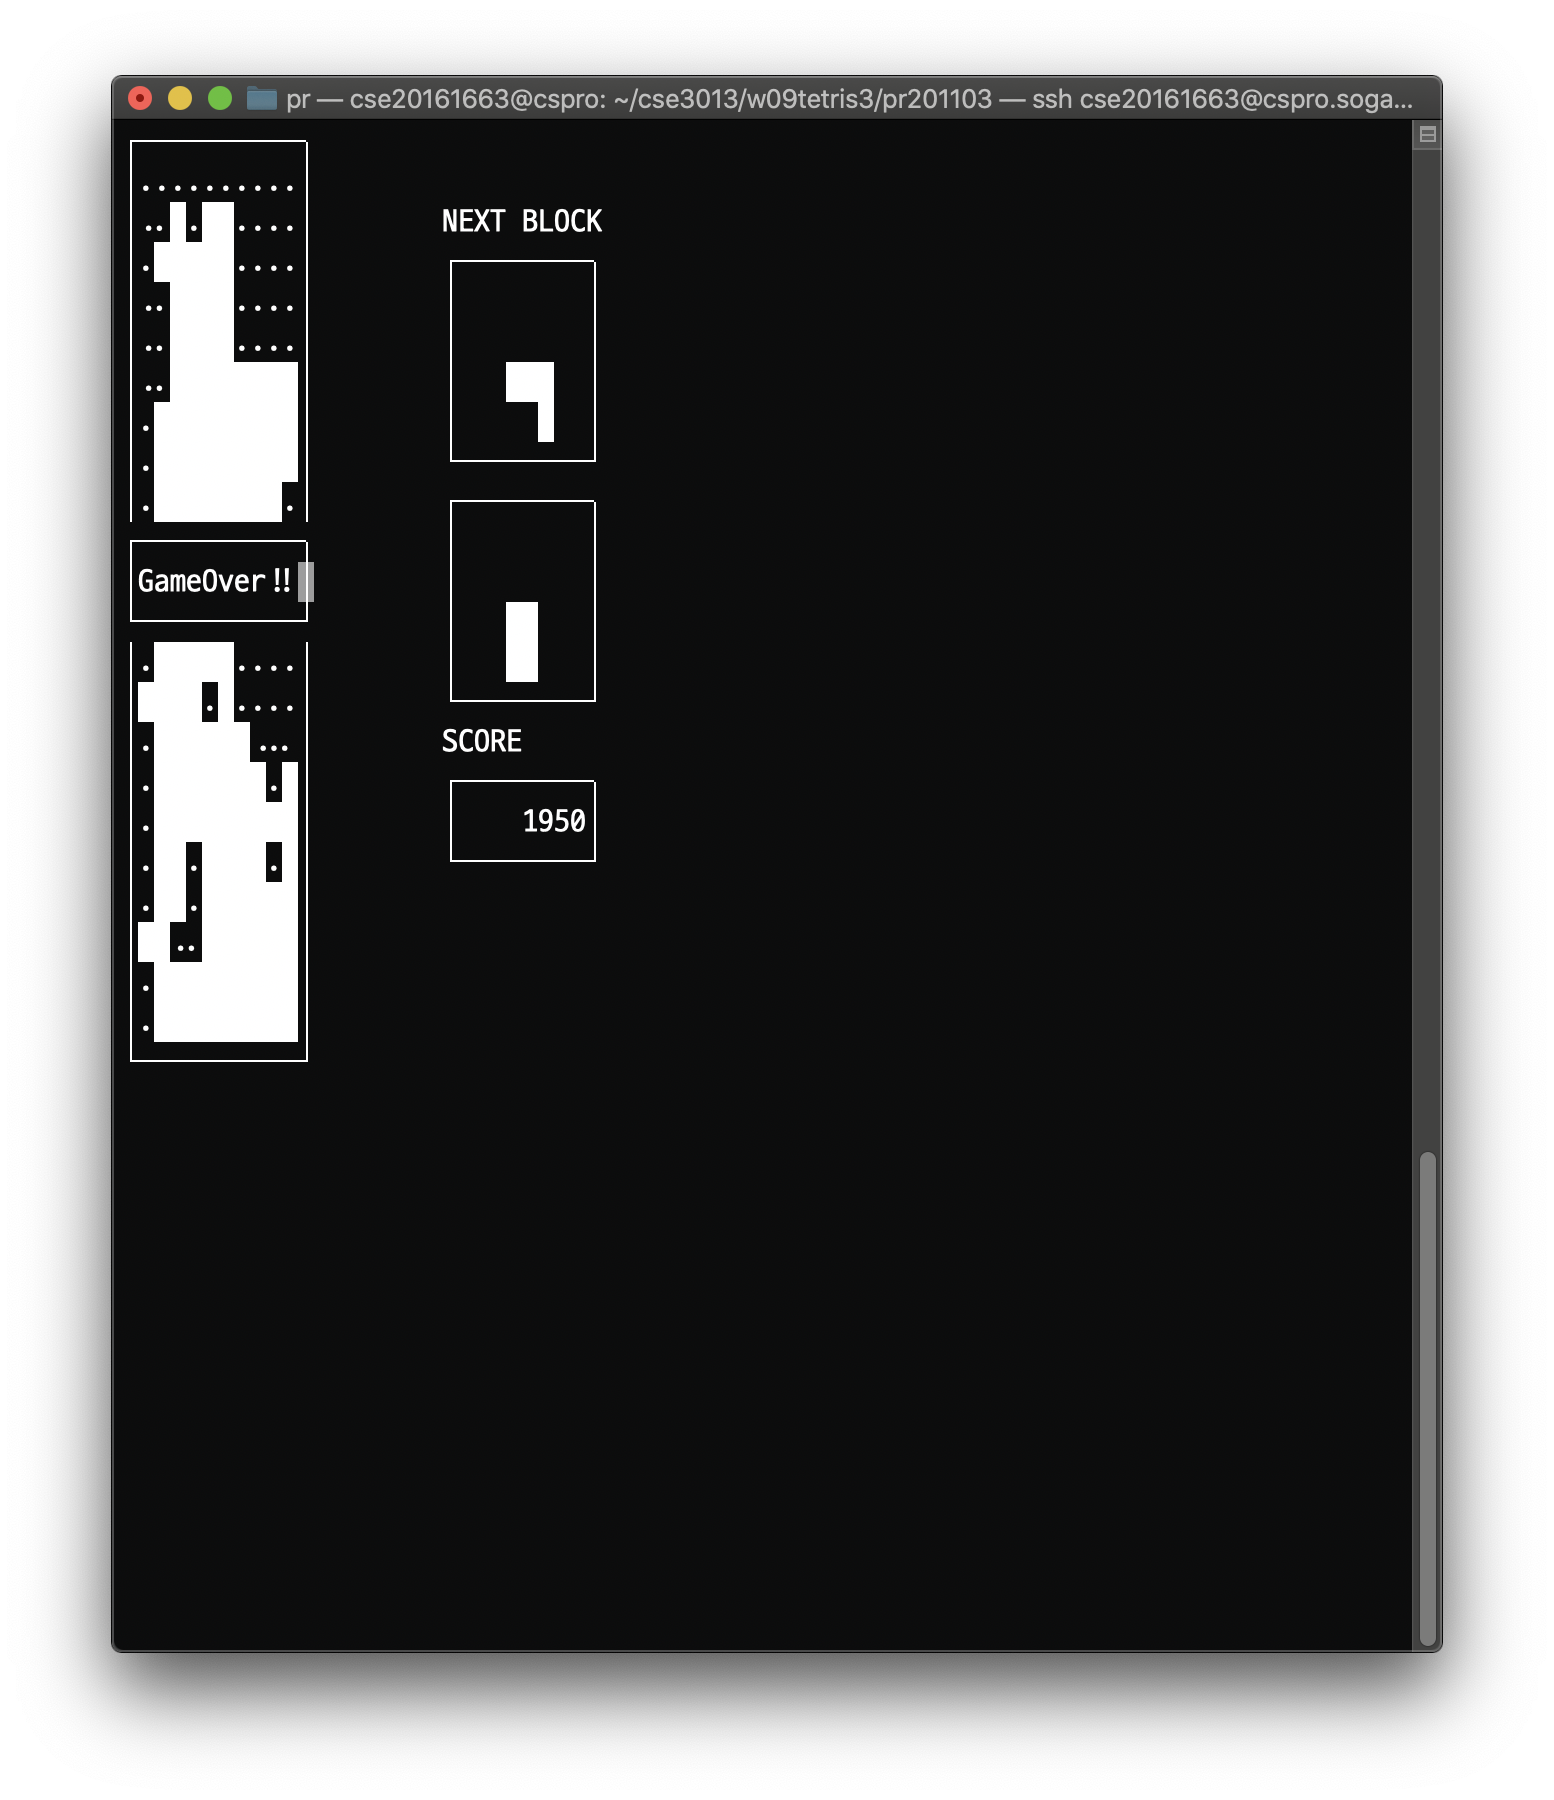 pr — cse20161663@cspro: ~/cse3013/w09tetris3/pr201103 — ssh cse20161663@cspro.soga...
NEXT BLOCK
GameOver!!
SCORE
1950